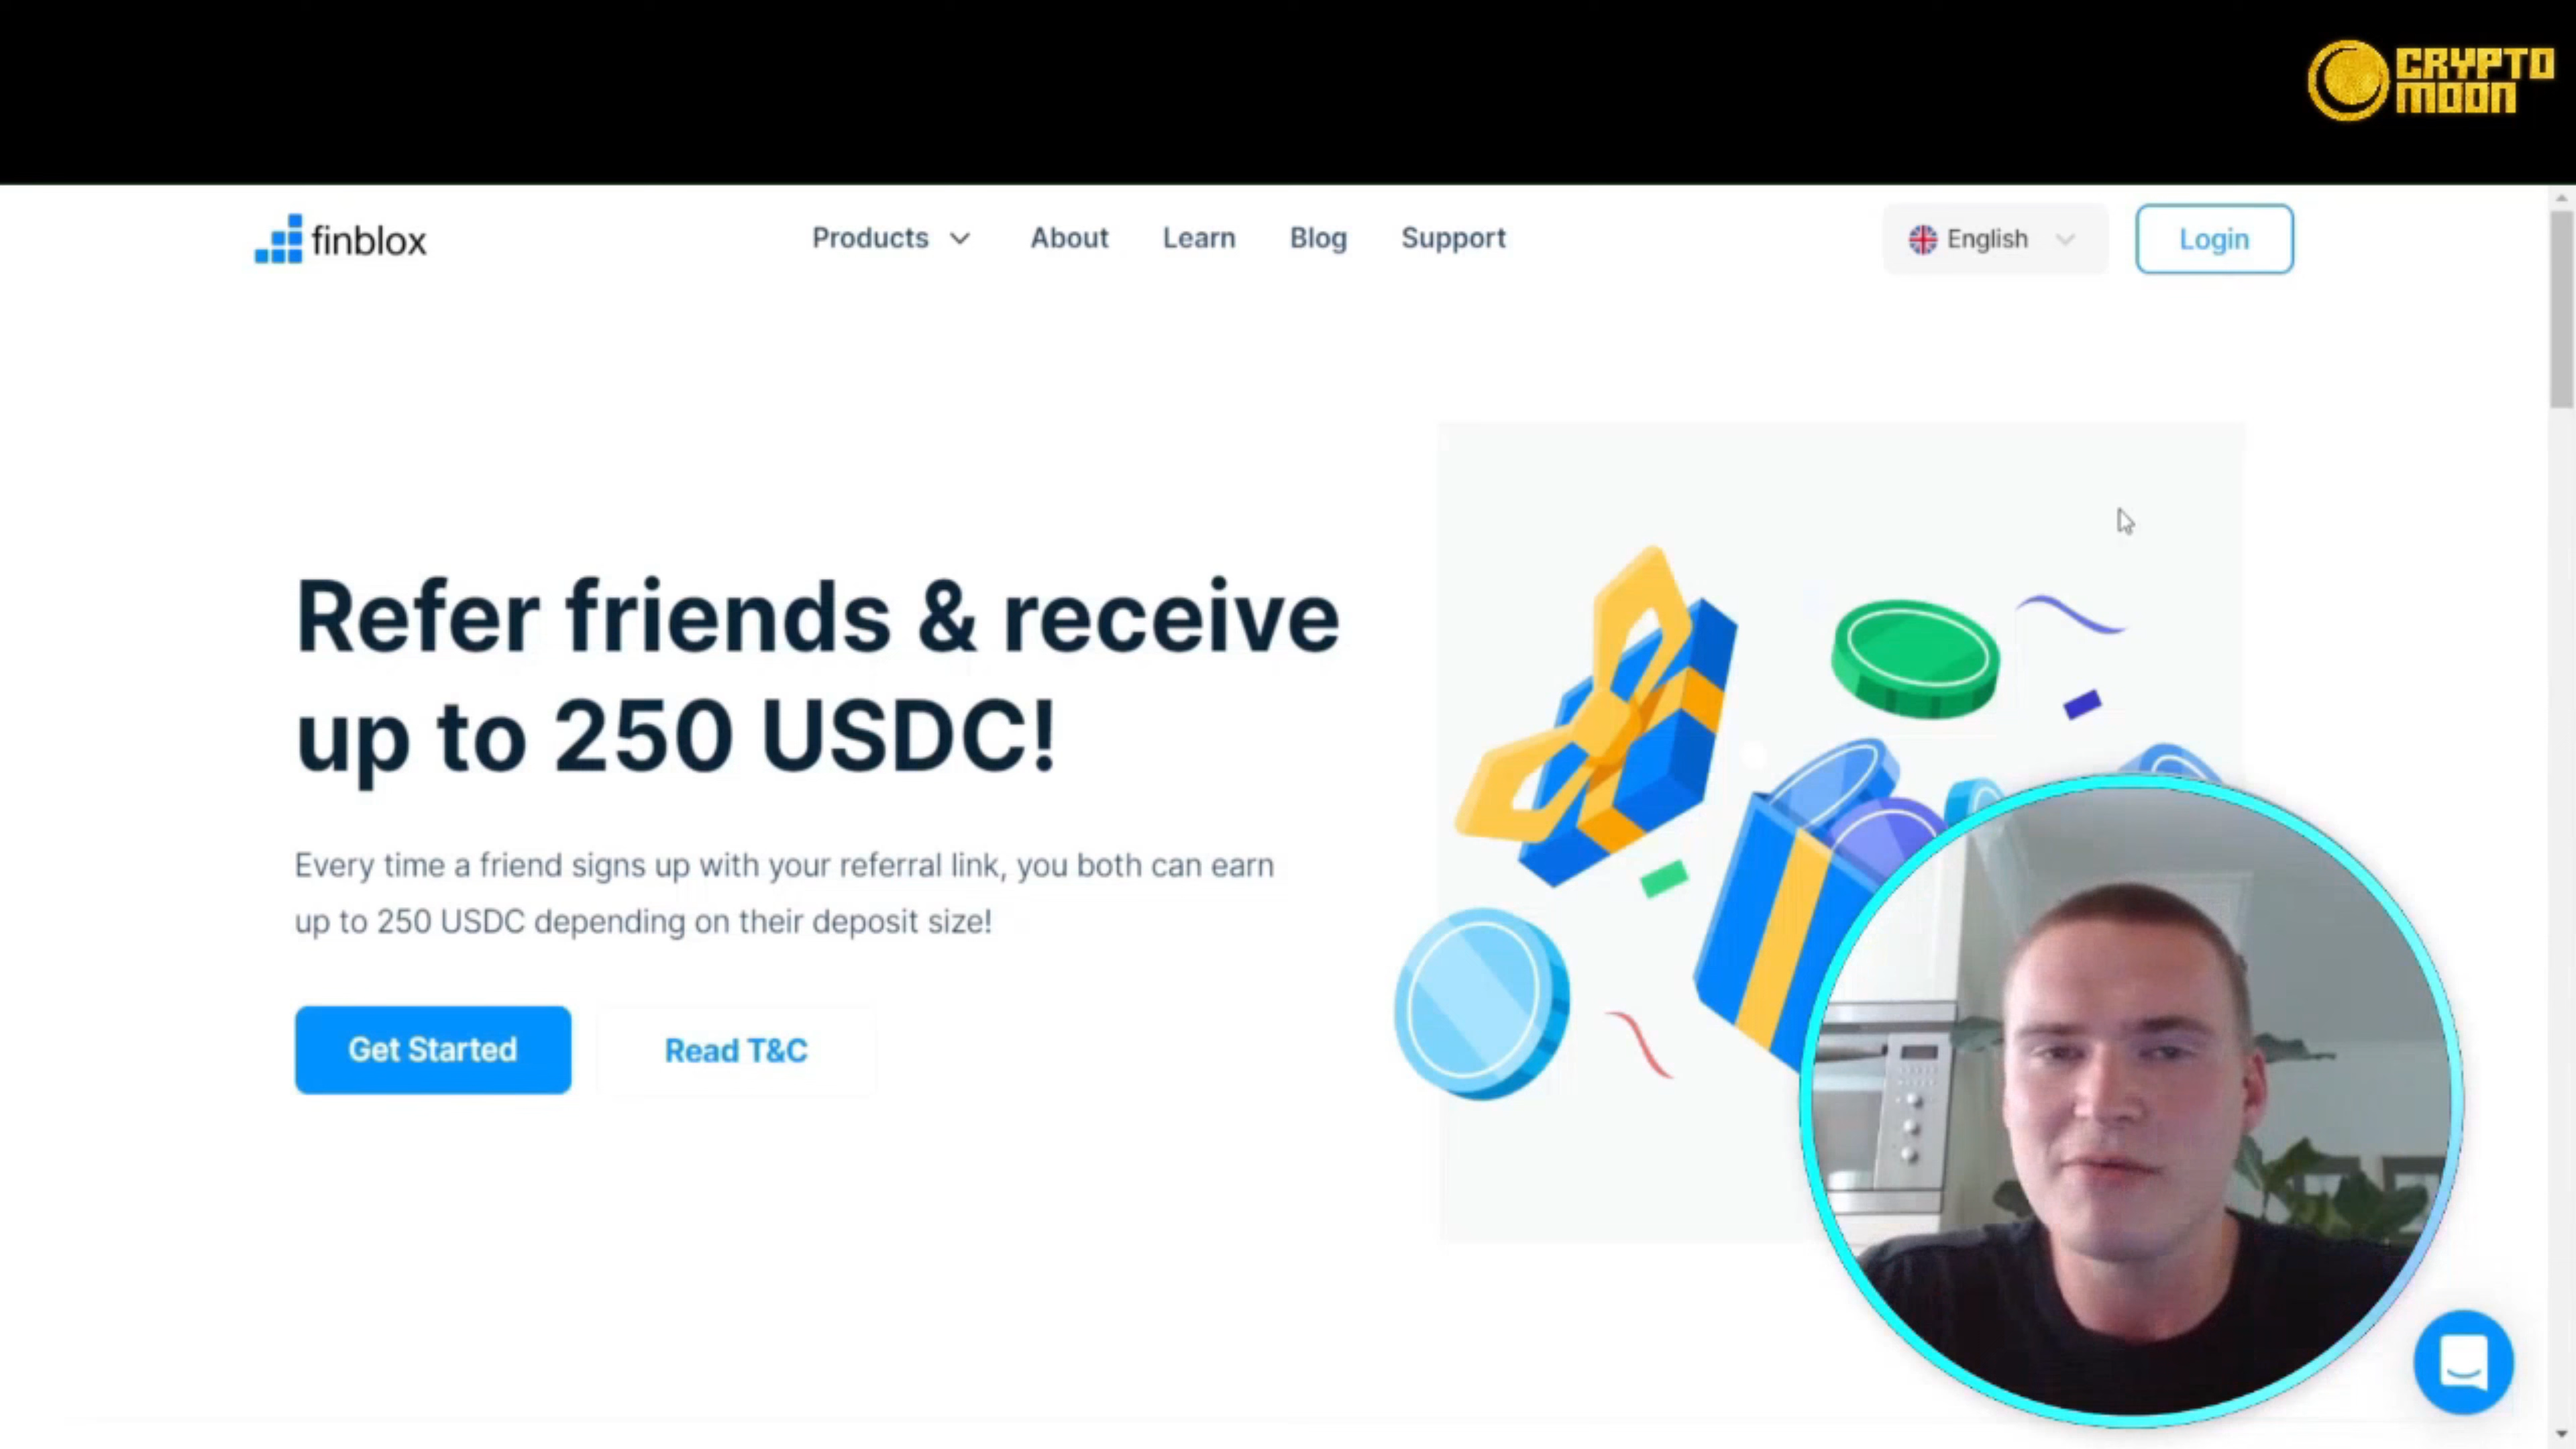 CRYPTO
MOON
finblox
Products
About
Learn
Blog
Support
English
Login
Refer friends & receive
up to 250 USDC!
Every time a friend signs up with your referral link, you both can earn
up to 250 USDC depending on their deposit size!
Get Started
Read T&C